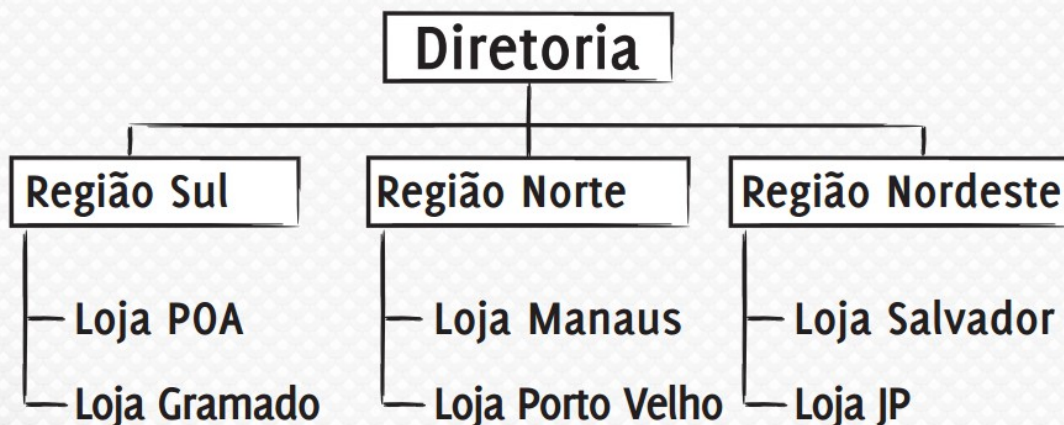 Diretoria
Região Sul
Loja POA
Loja Gramado
Região Norte
Loja Manaus
Loja Porto Velho
Região Nordeste
Loja Salvador
Loja JP